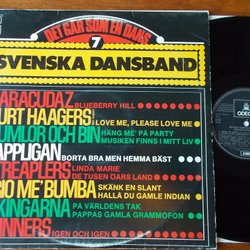 DET GÅR SOM EN DANS
7
SVENSKA DANSBAND
ARACUDAZ BLUEBERRY HILL
URT HAAGERS I LOVE ME, PLEASE LOVE ME
UMLOR OCH BIN HÄNG ME' PÅ PARTY
MUSIKEN FINNS I MITT LIV
APPLIGAN BORTA BRA MEN HEMMA BÄST
TREAPLERS LINDA MARIE
DE TUSEN ÖARS LAND
RIO ME' BUMBA SKÄNK EN SLANT
HALLÅ DU GAMLE INDIAN
IKINGARNA PÅ VÄRLDENS TAK
PAPPAS GAMLA GRAMMOFON
INNERS IGEN OCH IGEN
ODEON